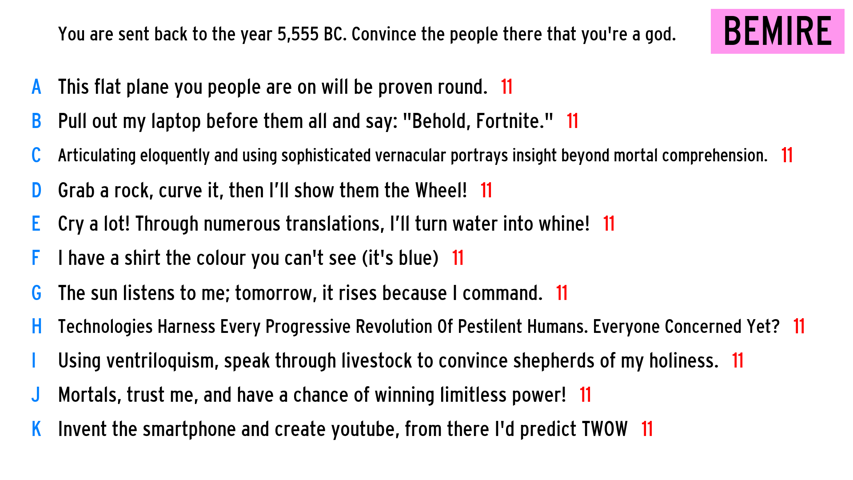 You are sent back to the year 5,555 BC. Convince the people there that you're a god. BEMIRE
A This flat plane you people are on will be proven round. 11
B Pull out my laptop before them all and say: "Behold, Fortnite." 11
C Articulating eloquently and using sophisticated vernacular portrays insight beyond mortal comprehension. 11
D Grab a rock, curve it, then I’ll show them the Wheel! 11
E Cry a lot! Through numerous translations, I’ll turn water into whine! 11
F I have a shirt the colour you can't see (it's blue) 11
G The sun listens to me; tomorrow, it rises because I command. 11
H Technologies Harness Every Progressive Revolution Of Pestilent Humans. Everyone Concerned Yet? 11
I Using ventriloquism, speak through livestock to convince shepherds of my holiness. 11
J Mortals, trust me, and have a chance of winning limitless power! 11
K Invent the smartphone and create youtube, from there I'd predict TWOW 11